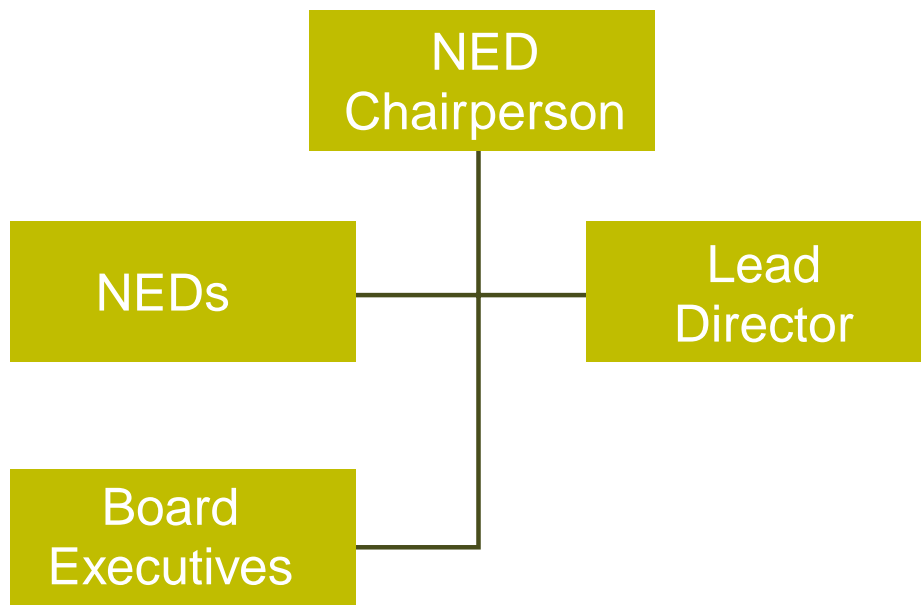 NED
Chairperson
NEDs
Lead
Director
Board
Executives